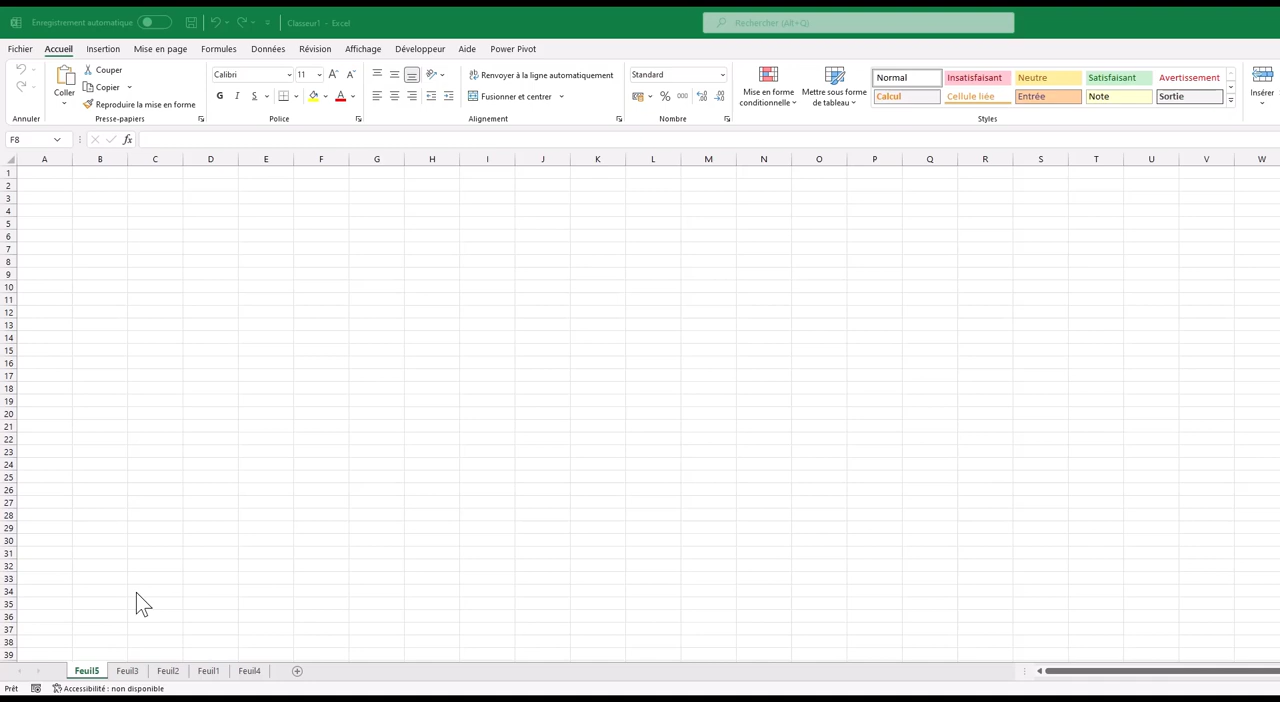 Enregistrement automatique Classeur1 - Excel Rechercher (Alt+Q)
Fichier Accueil Insertion Mise en page Formules Données Révision Affichage Développeur Aide Power Pivot
Annuler
Coller
Couper
Copier
Reproduire la mise en forme
Presse-papiers
Calibri 11
G I S
Police
Renvoyer à la ligne automatiquement
Fusionner et centrer
Alignement
Standard
% 000
Nombre
Mise en forme
conditionnelle
Mettre sous forme
de tableau
Normal Insatisfaisant Neutre Satisfaisant Avertissement
Calcul Cellule liée Entrée Note Sortie
Styles
Insérer
F8 fx
A B C D E F G H I J K L M N O P Q R S T U V W
1
2
3
4
5
6
7
8
9
10
11
12
13
14
15
16
17
18
19
20
21
22
23
24
25
26
27
28
29
30
31
32
33
34
35
36
37
38
39
Feuil5 Feuil3 Feuil2 Feuil1 Feuil4
Prêt Accessibilité : non disponible